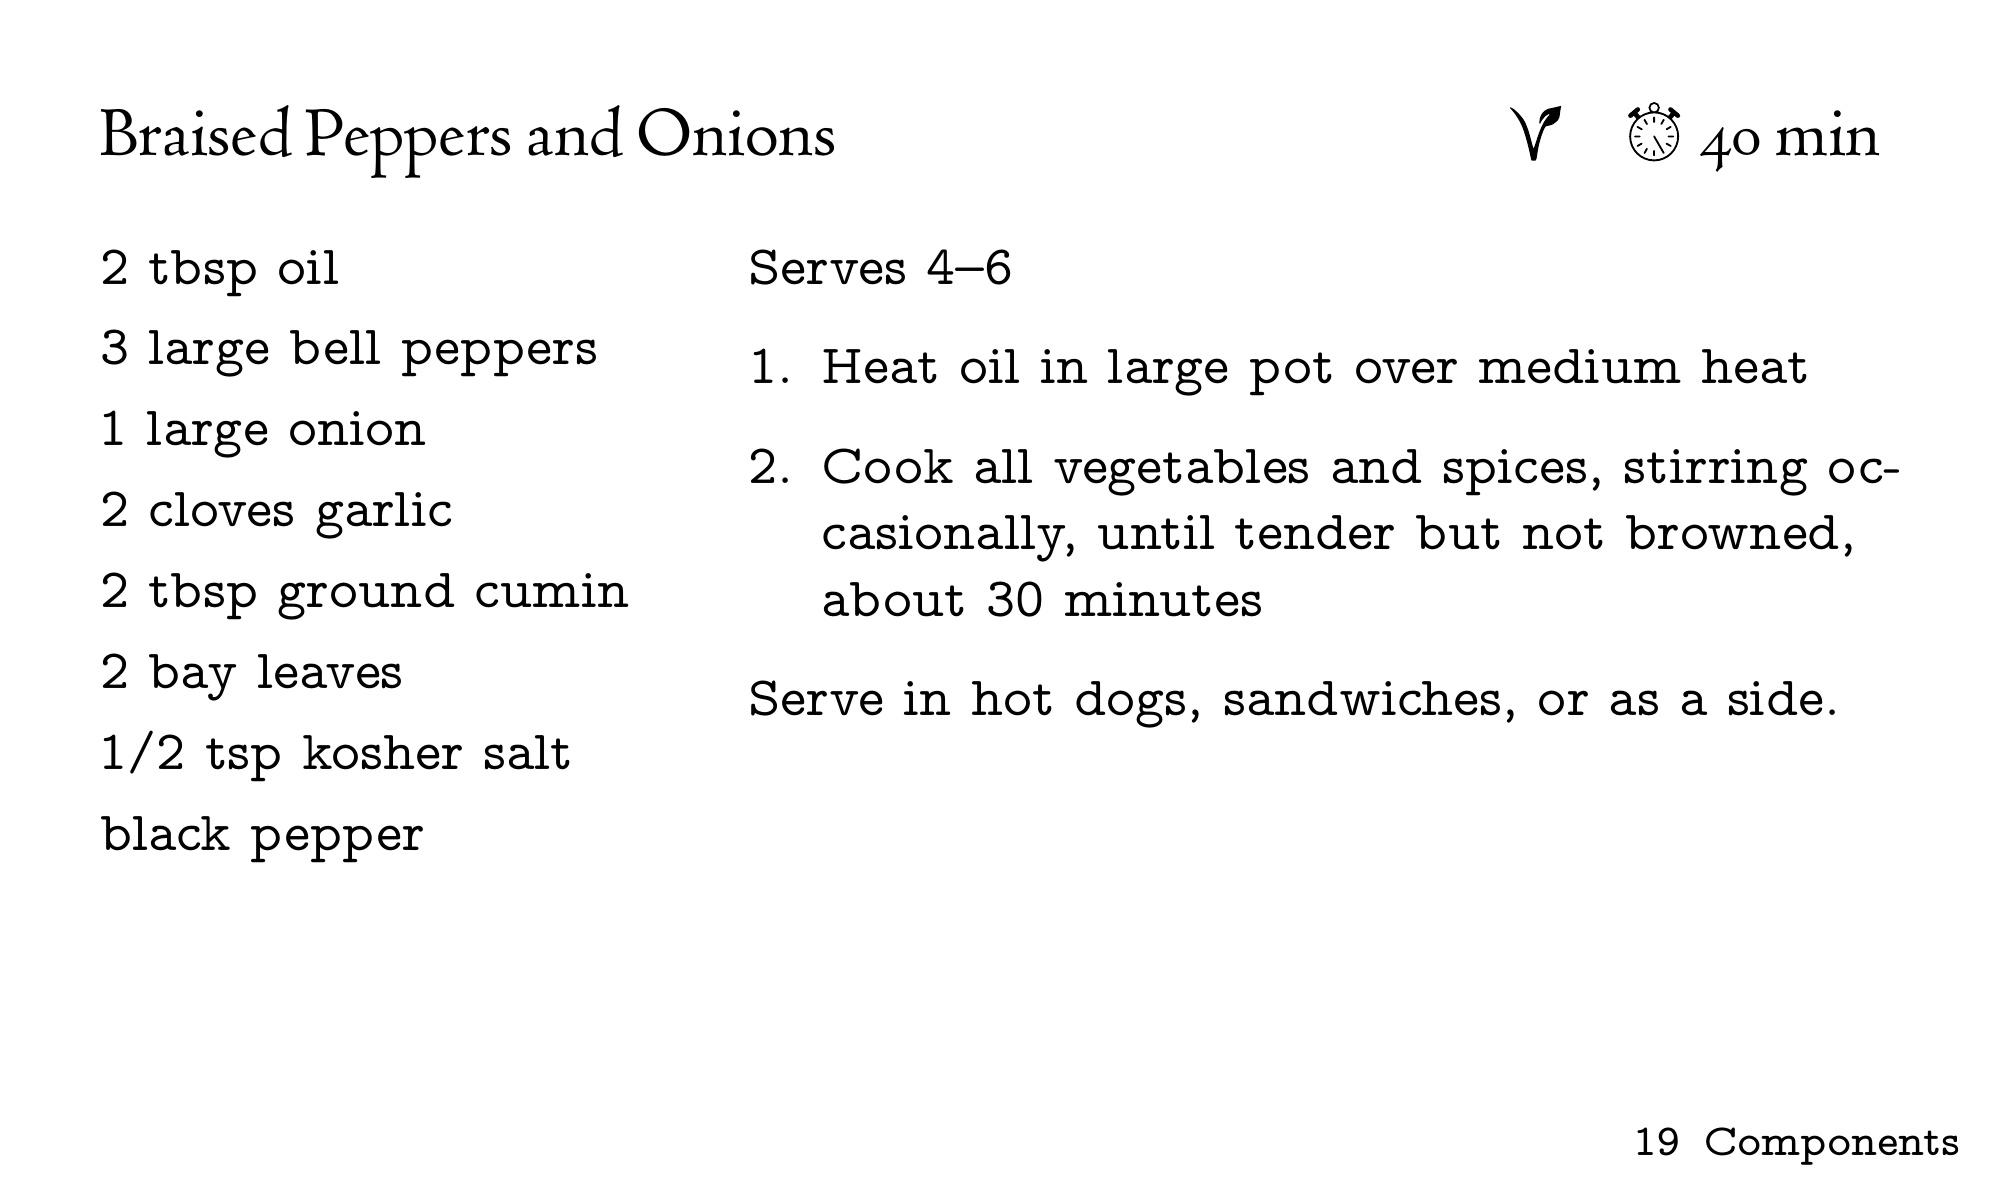 Braised Peppers and Onions
40 min
2 tbsp oil
3 large bell peppers
1 large onion
2 cloves garlic
2 tbsp ground cumin
2 bay leaves
1/2 tsp kosher salt
black pepper
Serves 4–6
1. Heat oil in large pot over medium heat
2. Cook all vegetables and spices, stirring oc-
casionally, until tender but not browned,
about 30 minutes
Serve in hot dogs, sandwiches, or as a side.
19 Components